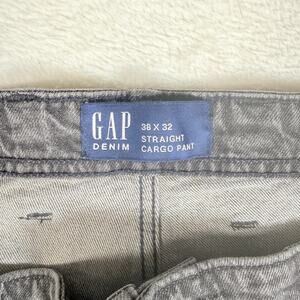 GAP
DENIM
38 X 32
STRAIGHT
CARGO PANT